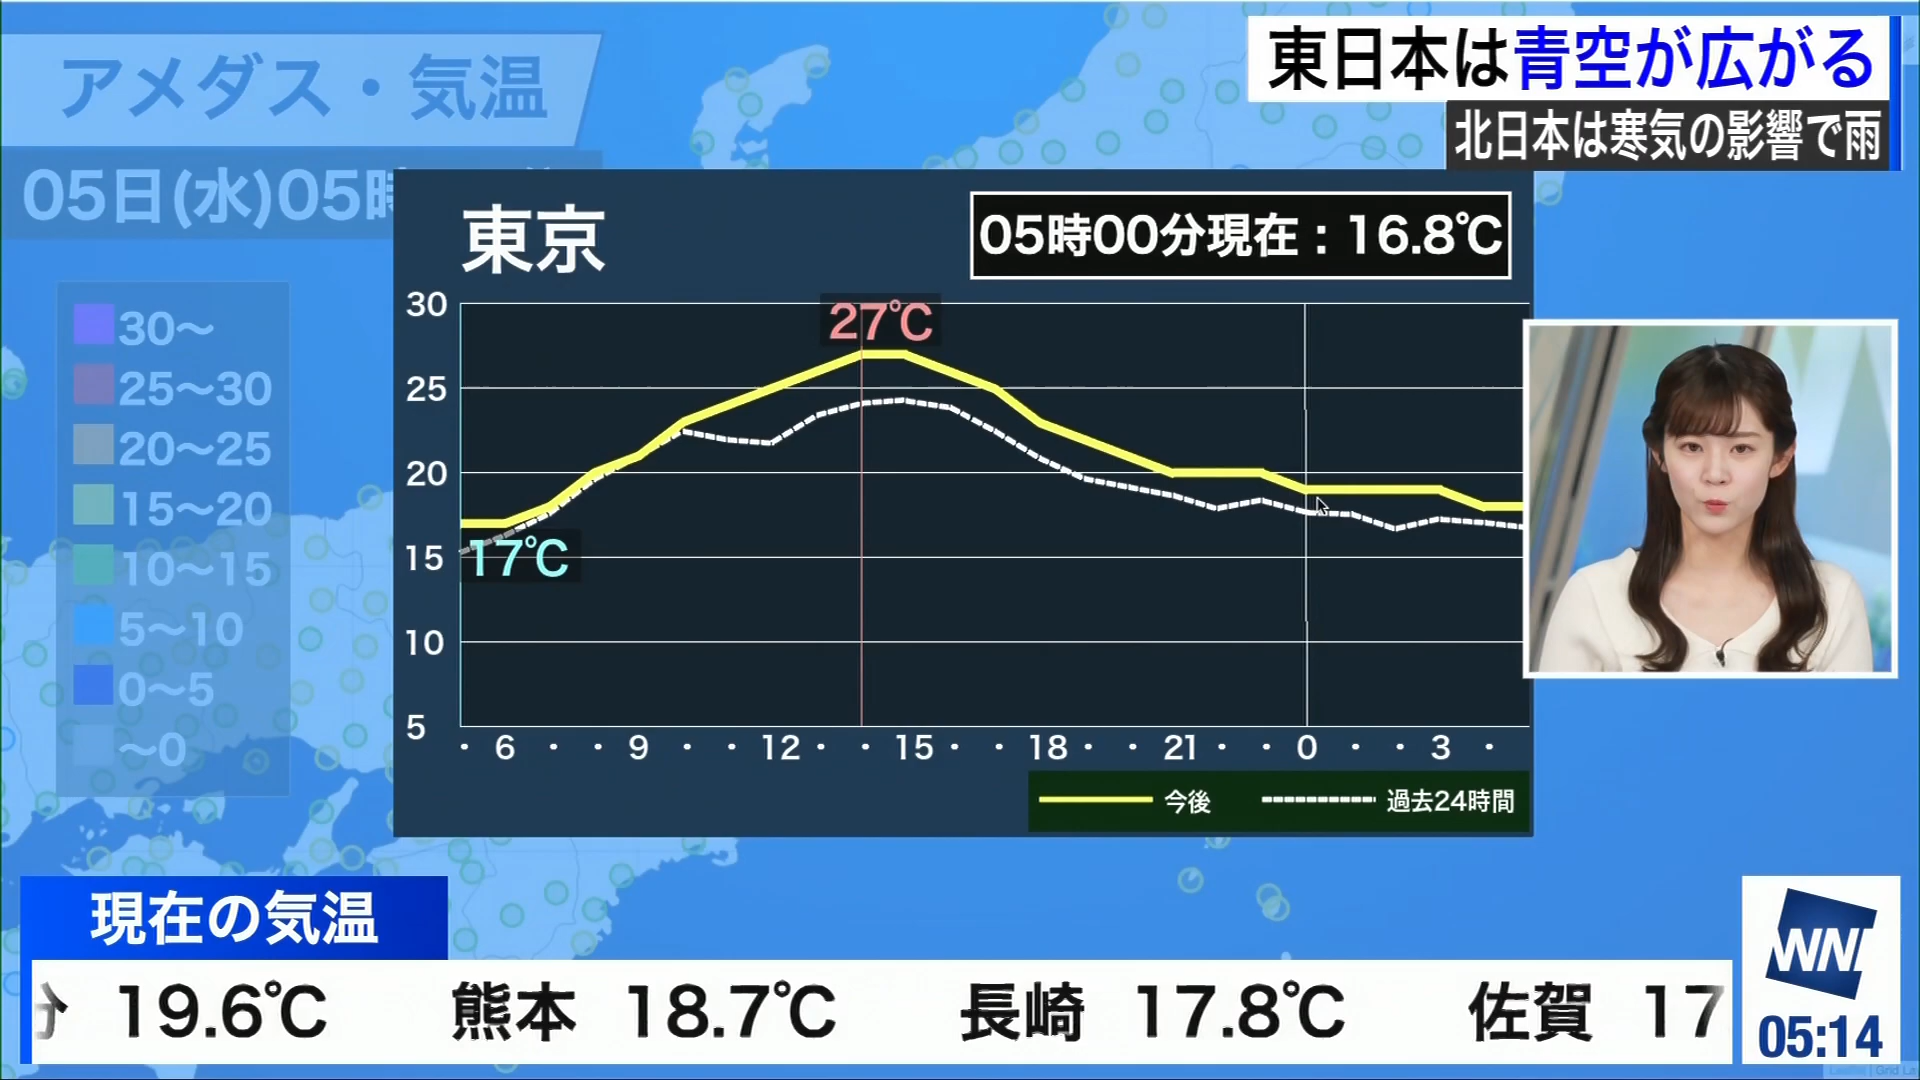 アメダス・気温
05日(水)05時
東日本は青空が広がる
北日本は寒気の影響で雨
東京
05時00分現在：16.8℃
30～
25～30
20～25
15～20
10～15
5～10
0～5
～0
30
25
20
15
10
5
27℃
17℃
・ 6 ・ ・ 9 ・ ・ 12 ・ ・ 15 ・ ・ 18 ・ ・ 21 ・ ・ 0 ・ ・ 3 ・
今後 過去24時間
現在の気温
分 19.6℃ 熊本 18.7℃ 長崎 17.8℃ 佐賀 17
WNI
05:14